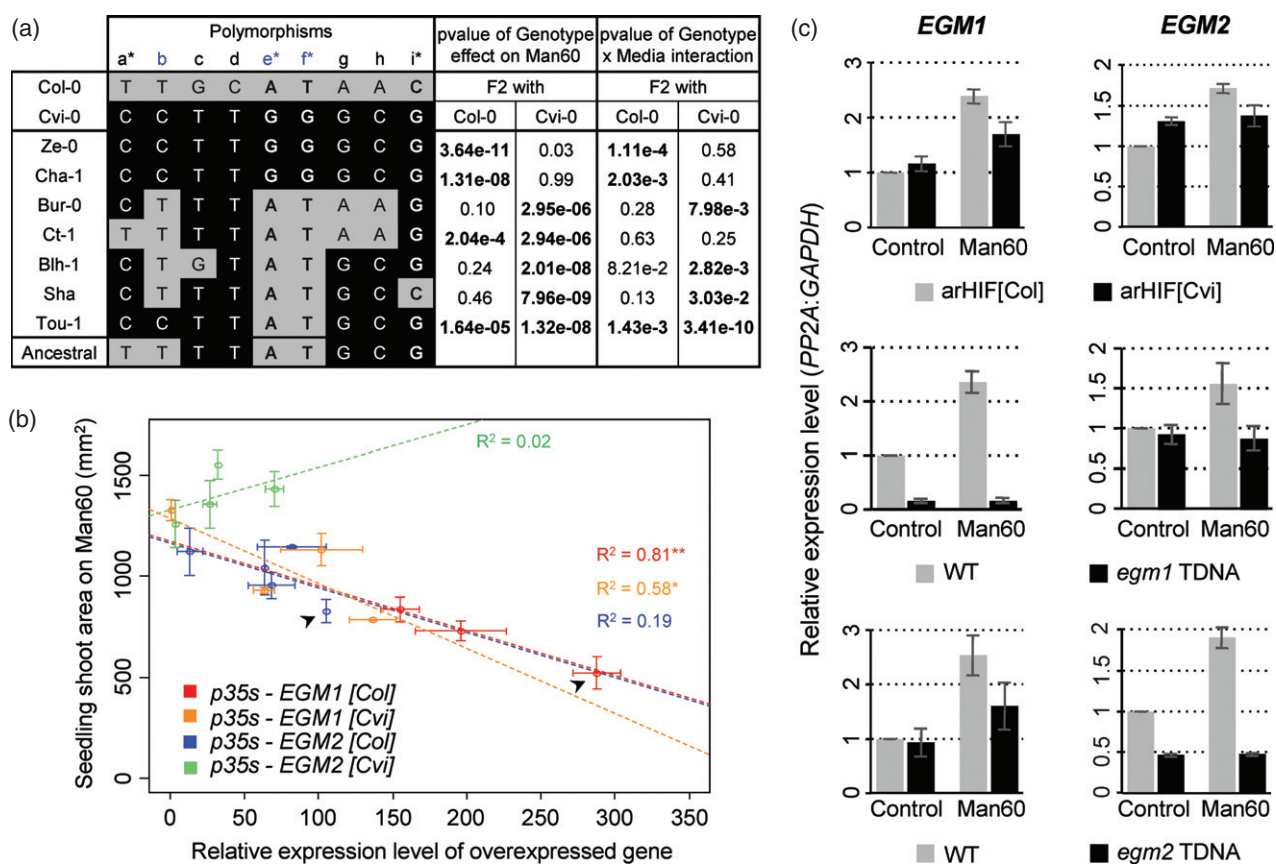 (a)
Polymorphisms
pvalue of Genotype effect on Man60
pvalue of Genotype x Media interaction
a* b c d e* f* g h i*
Col-0 T T G C A T A A C F2 with F2 with
Cvi-0 C C T T G G G C G Col-0 Cvi-0 Col-0 Cvi-0
Ze-0 C C T T G G G C G 3.64e-11 0.03 1.11e-4 0.58
Cha-1 C C T T G G G C G 1.31e-08 0.99 2.03e-3 0.41
Bur-0 C T T T A T A A G 0.10 2.95e-06 0.28 7.98e-3
Ct-1 T T T T A T A A G 2.04e-4 2.94e-06 0.63 0.25
Blh-1 C T G T A T G C G 0.24 2.01e-08 8.21e-2 2.82e-3
Sha C T T T A T G C C 0.46 7.96e-09 0.13 3.03e-2
Tou-1 C C T T A T G C G 1.64e-05 1.32e-08 1.43e-3 3.41e-10
Ancestral T T T T A T G C G
(b)
Seedling shoot area on Man60 (mm²)
1500
1000
500
0
R² = 0.02
R² = 0.81**
R² = 0.58*
R² = 0.19
p35s - EGM1 [Col]
p35s - EGM1 [Cvi]
p35s - EGM2 [Col]
p35s - EGM2 [Cvi]
0 50 100 150 200 250 300 350
Relative expression level of overexpressed gene
(c)
EGM1 EGM2
Relative expression level (PP2A:GAPDH)
3
2
1
0
2
1.5
1
0.5
0
Control Man60 Control Man60
arHIF[Col] arHIF[Cvi]
3
2
1
0
2
1.5
1
0.5
0
Control Man60 Control Man60
WT egm1 TDNA
3
2
1
0
2
1.5
1
0.5
0
Control Man60 Control Man60
WT egm2 TDNA